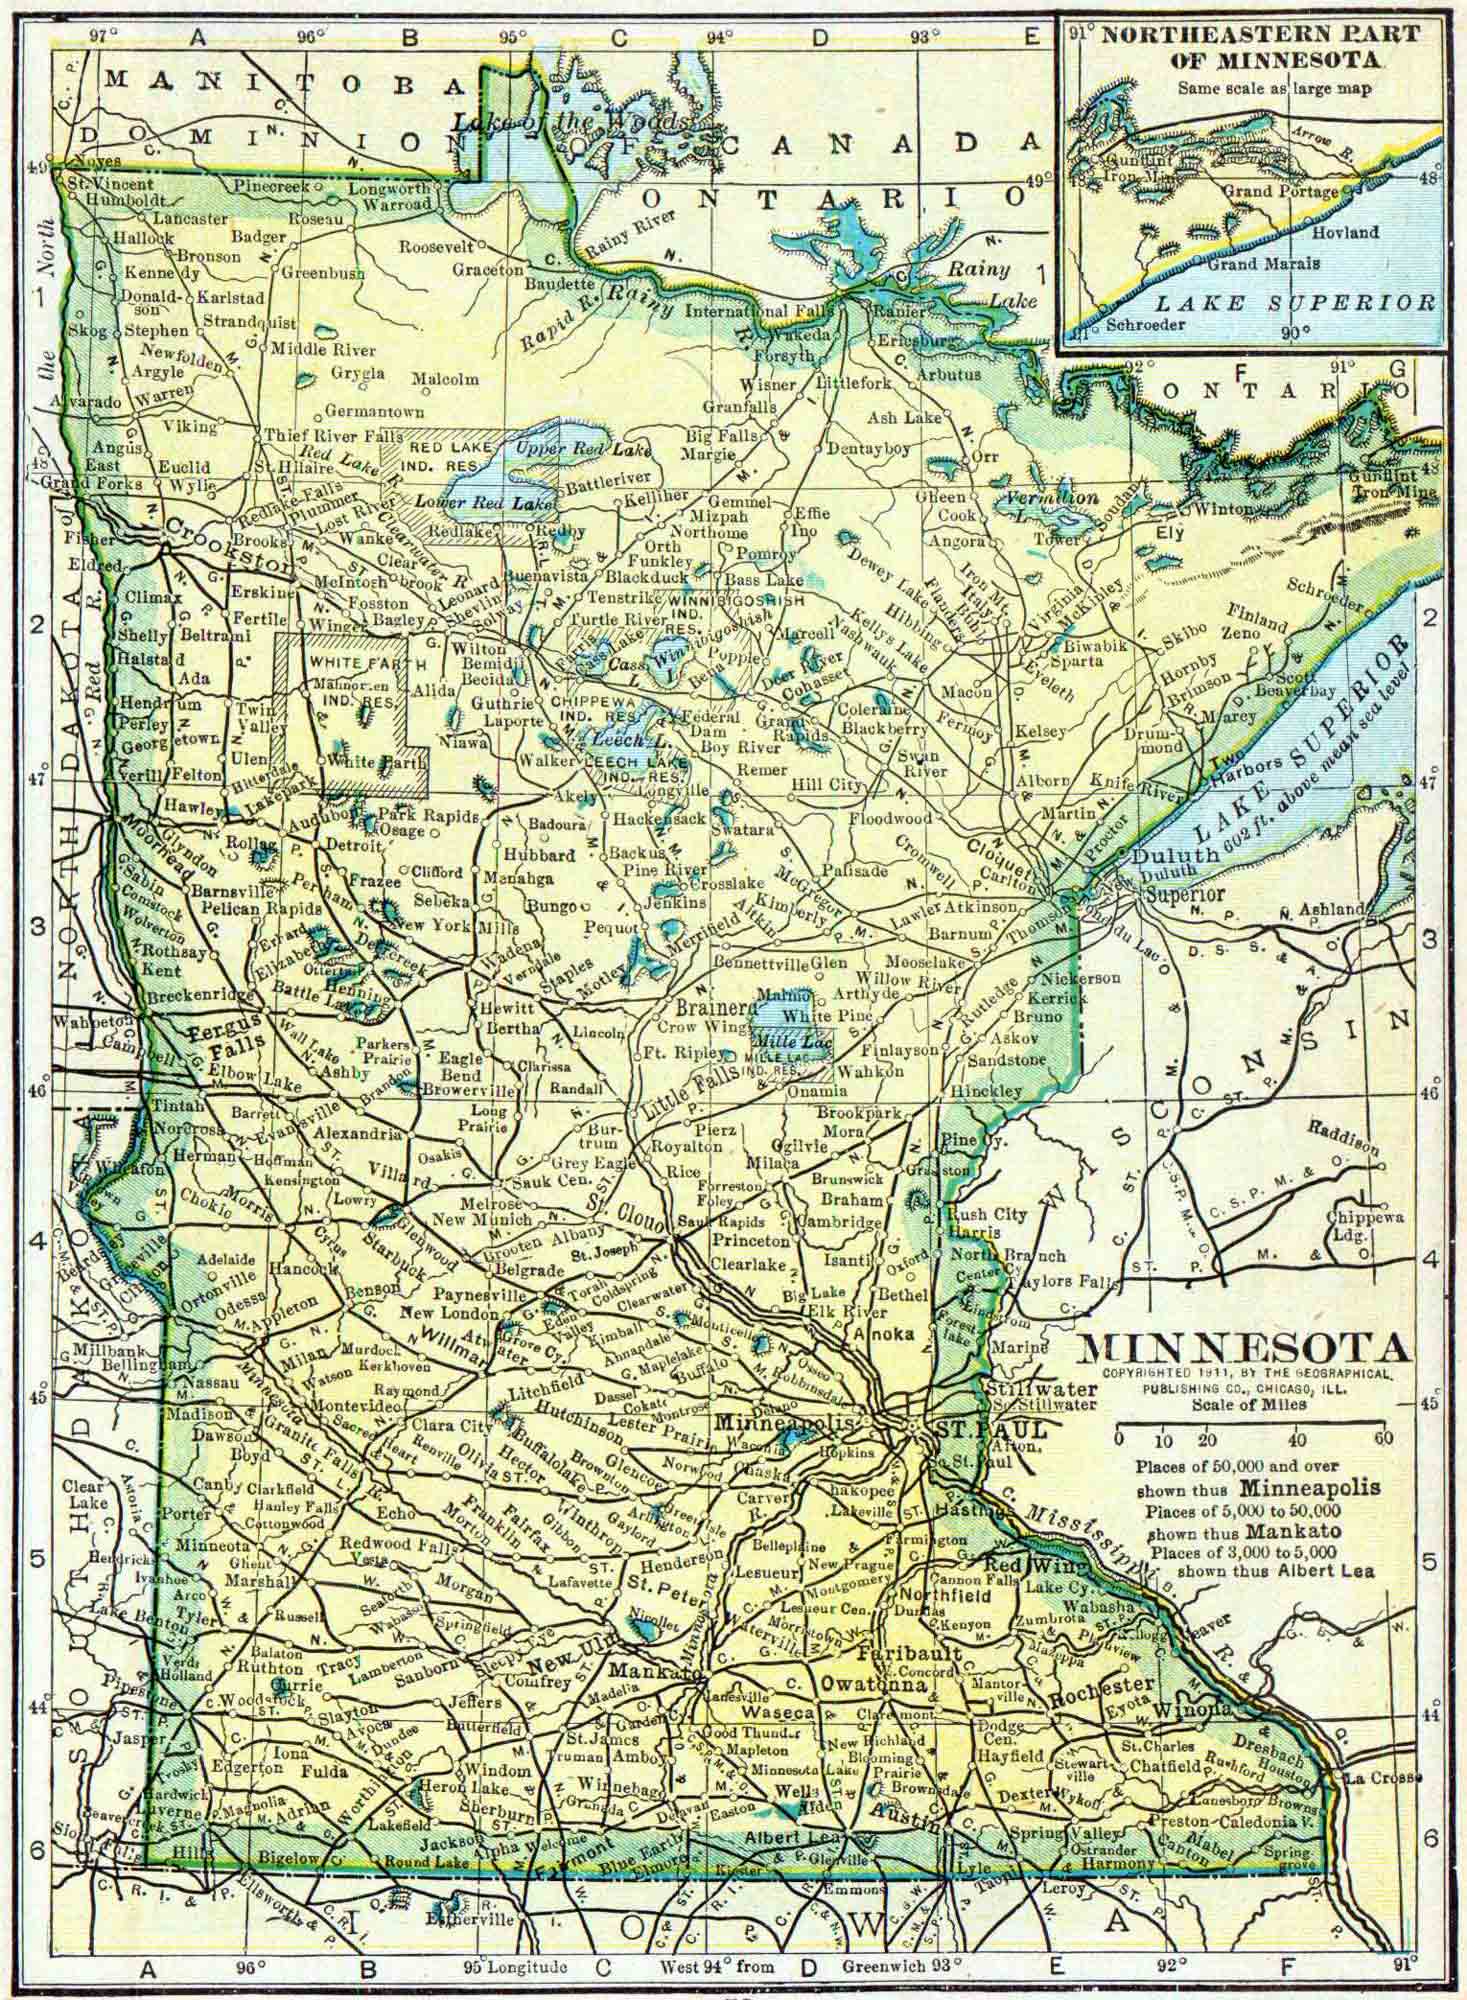 97° A 96° B 95° C 94° D 93° E
MANITOBA
DOMINION OF CANADA
ONTARIO
Lake of the Woods
91° NORTHEASTERN PART
OF MINNESOTA
Same scale as large map
Arrow R.
Gunflint
Iron Mine
Grand Portage
48°
Hovland
Grand Marais
LAKE SUPERIOR
Schroeder
90°
49°
Noyes
St. Vincent
Humboldt
Pinecreek
Longworth
Warroad
Lancaster
Roseau
Hallock
Badger
Roosevelt
Rainy River
Bronson
Kennedy
Greenbush
Graceton
Baudette
Rainy
Lake
1
Donald-
son
Karlstad
Rapid R.
Rainy R.
International Falls
Ranier
Skog
Stephen
Strandquist
Wakeda
Ericsburg
Newfolden
Middle River
Forsyth
Argyle
Grygla
Malcolm
Wisner
Littlefork
Arbutus
92° F 91° G
ONTARIO
Alvarado
Warren
Germantown
Granfalls
Ash Lake
Viking
Thief River Falls
RED LAKE
IND. RES.
Upper Red Lake
Big Falls
Margie
Dentayboy
Orr
Angus
East
Grand Forks
Euclid
Wylie
St. Hilaire
Red Lake R.
Lower Red Lake
Battleriver
Kelliher
Gemmel
Mizpah
Effie
Gheen
Cook
Vermilion
L.
Soudan
Winton
Gunflint
Iron Mine
Redlake Falls
Plummer
Lost River
Crookston
Redlake
Redby
Northome
Ino
Angora
Tower
Ely
Fisher
Brooks
Wanke
Clearwater R.
Orth
Funkley
Pomroy
Eldred
McIntosh
Clear-
brook
Leonard
Buenavista
Blackduck
Bass Lake
Dewey Lake
Iron Mt.
Schroeder
Climax
Erskine
Fosston
Shevlin
Tenstrike
WINNIBIGOSHISH
IND.
RES.
Flanders
Italy
Buhl
Virginia
McKinley
Finland
Zeno
2
Shelly
Beltrami
Fertile
Winger
Bagley
Solway
Turtle River
Marcell
Hibbing
Skibo
Halstad
WHITE EARTH
Mahnomen
IND. RES.
Wilton
Bemidji
Farris
Cass Lake
Cass
L.
Winnibigoshish
L.
Popple
Nashwauk
Kelly's Lake
Biwabik
Sparta
Hornby
Brimson
Scott
Beaverbay
Ada
Alida
Becida
Bena
Deer River
Cohasset
Eveleth
Hendrum
Twin
Valley
Guthrie
CHIPPEWA
IND. RES.
Federal
Dam
Coleraine
Macon
Marcy
Perley
Laporte
Leech L.
Grand
Rapids
Blackberry
Fermoy
Kelsey
Drum-
mond
Georgetown
Niawa
Boy River
Swan
River
Two
Harbors
LAKE SUPERIOR
602 ft. above mean sea level
Averill
Felton
Ulen
White Earth
Walker
LEECH LAKE
IND. RES.
Remer
Hill City
Alborn
Knife River
47°
Hitterdale
Lakepark
Akely
Longville
Hawley
Audubon
Park Rapids
Osage
Badoura
Hackensack
Swatara
Floodwood
Martin
Moorhead
Glyndon
Rollag
Detroit
Hubbard
Backus
Cromwell
Cloquet
Carlton
Proctor
Duluth
New
Duluth
Sabin
Barnsville
Frazee
Clifford
Menahga
Pine River
Crosslake
McGregor
Palisade
Superior
Comstock
Pelican Rapids
Perham
Sebeka
Bungo
Jenkins
Kimberly
Lawler
Atkinson
Ashland
Wolverton
Erhard
New York Mills
Pequot
Merrifield
Aitkin
Barnum
Thomson
Fond du Lac
3
Rothsay
Elizabeth
Deercreek
Wadena
Verndale
Motley
Bennettville
Glen
Mooselake
Kent
Ottertail
Henning
Staples
Willow River
Nickerson
Breckenridge
Battle Lake
Hewitt
Brainerd
Malmo
Arthyde
Kerrick
Wahpeton
Fergus
Falls
Wall Lake
Bertha
Lincoln
Crow Wing
White Pine
Rutledge
Bruno
Campbell
Parkers
Prairie
Ft. Ripley
Mille Lac
MILLE LAC
IND. RES.
Finlayson
Askov
Elbow Lake
Ashby
Eagle
Bend
Clarissa
Wahkon
Sandstone
46°
Brandon
Browerville
Randall
Little Falls
Onamia
Hinckley
Tintah
Barrett
Evansville
Long
Prairie
Brookpark
Norcross
Alexandria
Bur-
trum
Pierz
Mora
Pine Cy.
WISCONSIN
Raddison
Wheaton
Herman
Hoffman
Osakis
Royalton
Ogilvie
Kensington
Villard
Grey Eagle
Rice
Milaca
Grasston
Chokio
Morris
Lowry
Sauk Cen.
Forreston
Foley
Brunswick
Melrose
St. Cloud
Braham
Rush City
Harris
Chippewa
Ldg.
4
Cyrus
Glenwood
New Munich
Sauk Rapids
Cambridge
Adelaide
Starbuck
Grooten
Albany
St. Joseph
Princeton
North Branch
Graceville
Hancock
Belgrade
Clearlake
Isanti
Oxford
Center Cy.
Taylors Falls
Ortonville
Odessa
Benson
Paynesville
Torah
Coldspring
Clearwater
Big Lake
Bethel
Lindstrom
Appleton
New London
Eden
Valley
Monticello
Elk River
Forest-
lake
Millbank
Bellingham
Milan
Murdock
Kerkhoven
Willmar
Atwater
Grove Cy.
Kimball
Annandale
Anoka
Marine
MINNESOTA
COPYRIGHTED 1911, BY THE GEOGRAPHICAL
PUBLISHING CO., CHICAGO, ILL.
Scale of Miles
0 10 20 40 60
Places of 50,000 and over
shown thus Minneapolis
Places of 5,000 to 50,000
shown thus Mankato
Places of 3,000 to 5,000
shown thus Albert Lea
Nassau
Watson
Maplelake
Buffalo
Osseo
Robbinsdale
45°
Minnesota
Raymond
Litchfield
Dassel
Cokato
Stillwater
So. Stillwater
Madison
Montevideo
Clara City
Hutchinson
Lester Prairie
Montrose
Delano
Minneapolis
ST. PAUL
Dawson
Sacred Heart
Granite Falls
Renville
Waconia
Hopkins
Afton
Boyd
Olivia
Hector
Buffalolake
Brownton
Glencoe
Norwood
Chaska
So. St. Paul
Clear
Lake
Astoria
Canby
Clarkfield
Hanley Falls
Carver
Shakopee
Porter
Cottonwood
Echo
Morton
Franklin
Fairfax
Gibbon
Winthrop
Gaylord
Arlington
Green Isle
Lakeville
Hastings
Mississippi R.
Minneota
Redwood Falls
Belleplaine
Farmington
5
Hendricks
Ghent
Vesta
Henderson
New Prague
Red Wing
Ivanhoe
Marshall
Morgan
Lafayette
Lesueur
Montgomery
Cannon Falls
Lake Cy.
Arco
Seaforth
Wabasso
St. Peter
Lesueur Cen.
Northfield
Dundas
Wabasha
Lake Benton
Tyler
Russell
Springfield
Nicollet
Morristown
Kenyon
Zumbrota
Beaver
Waterville
Mazeppa
Plainview
Kellogg
Verdi
Balaton
Tracy
Lamberton
Sleepy Eye
New Ulm
Faribault
Holland
Ruthton
Sanborn
Mankato
Concord
Rochester
Pipestone
Currie
Comfrey
Madelia
Janesville
Owatonna
Mantor-
ville
Eyota
Winona
Woodstock
Slayton
Jeffers
Waseca
Claremont
44°
Avoca
Butterfield
St. James
Garden Cy.
Good Thunder
New Richland
Dodge
Cen.
St. Charles
Dresbach
Jasper
Iona
Dundee
Truman
Amboy
Mapleton
Blooming
Prairie
Hayfield
Stewart-
ville
Chatfield
Rushford
Houston
Edgerton
Fulda
Windom
Minnesota Lake
La Crosse
Trosky
Worthington
Heron Lake
Winnebago
Wells
Brownsdale
Dexter
Wykoff
Lanesboro
Hardwick
Magnolia
Sherburn
Granada
Delavan
Easton
Alden
Austin
Browns-
V.
Luverne
Adrian
Lakefield
Spring Valley
Preston
Caledonia
Beavercreek
Jackson
Alpha
Welcome
Fairmont
Blue Earth
Albert Lea
Ostrander
Canton
Mabel
Spring-
grove
6
Sioux Falls
Hills
Bigelow
Round Lake
Elmore
Kiester
Glenville
Lyle
Taopi
Harmony
Ellsworth
Estherville
Emmons
Leroy
IOWA
NORTH DAKOTA
SOUTH DAKOTA
Red R. of the North
A 96° B 95° Longitude C West 94° from D Greenwich 93° E 92° F 91°